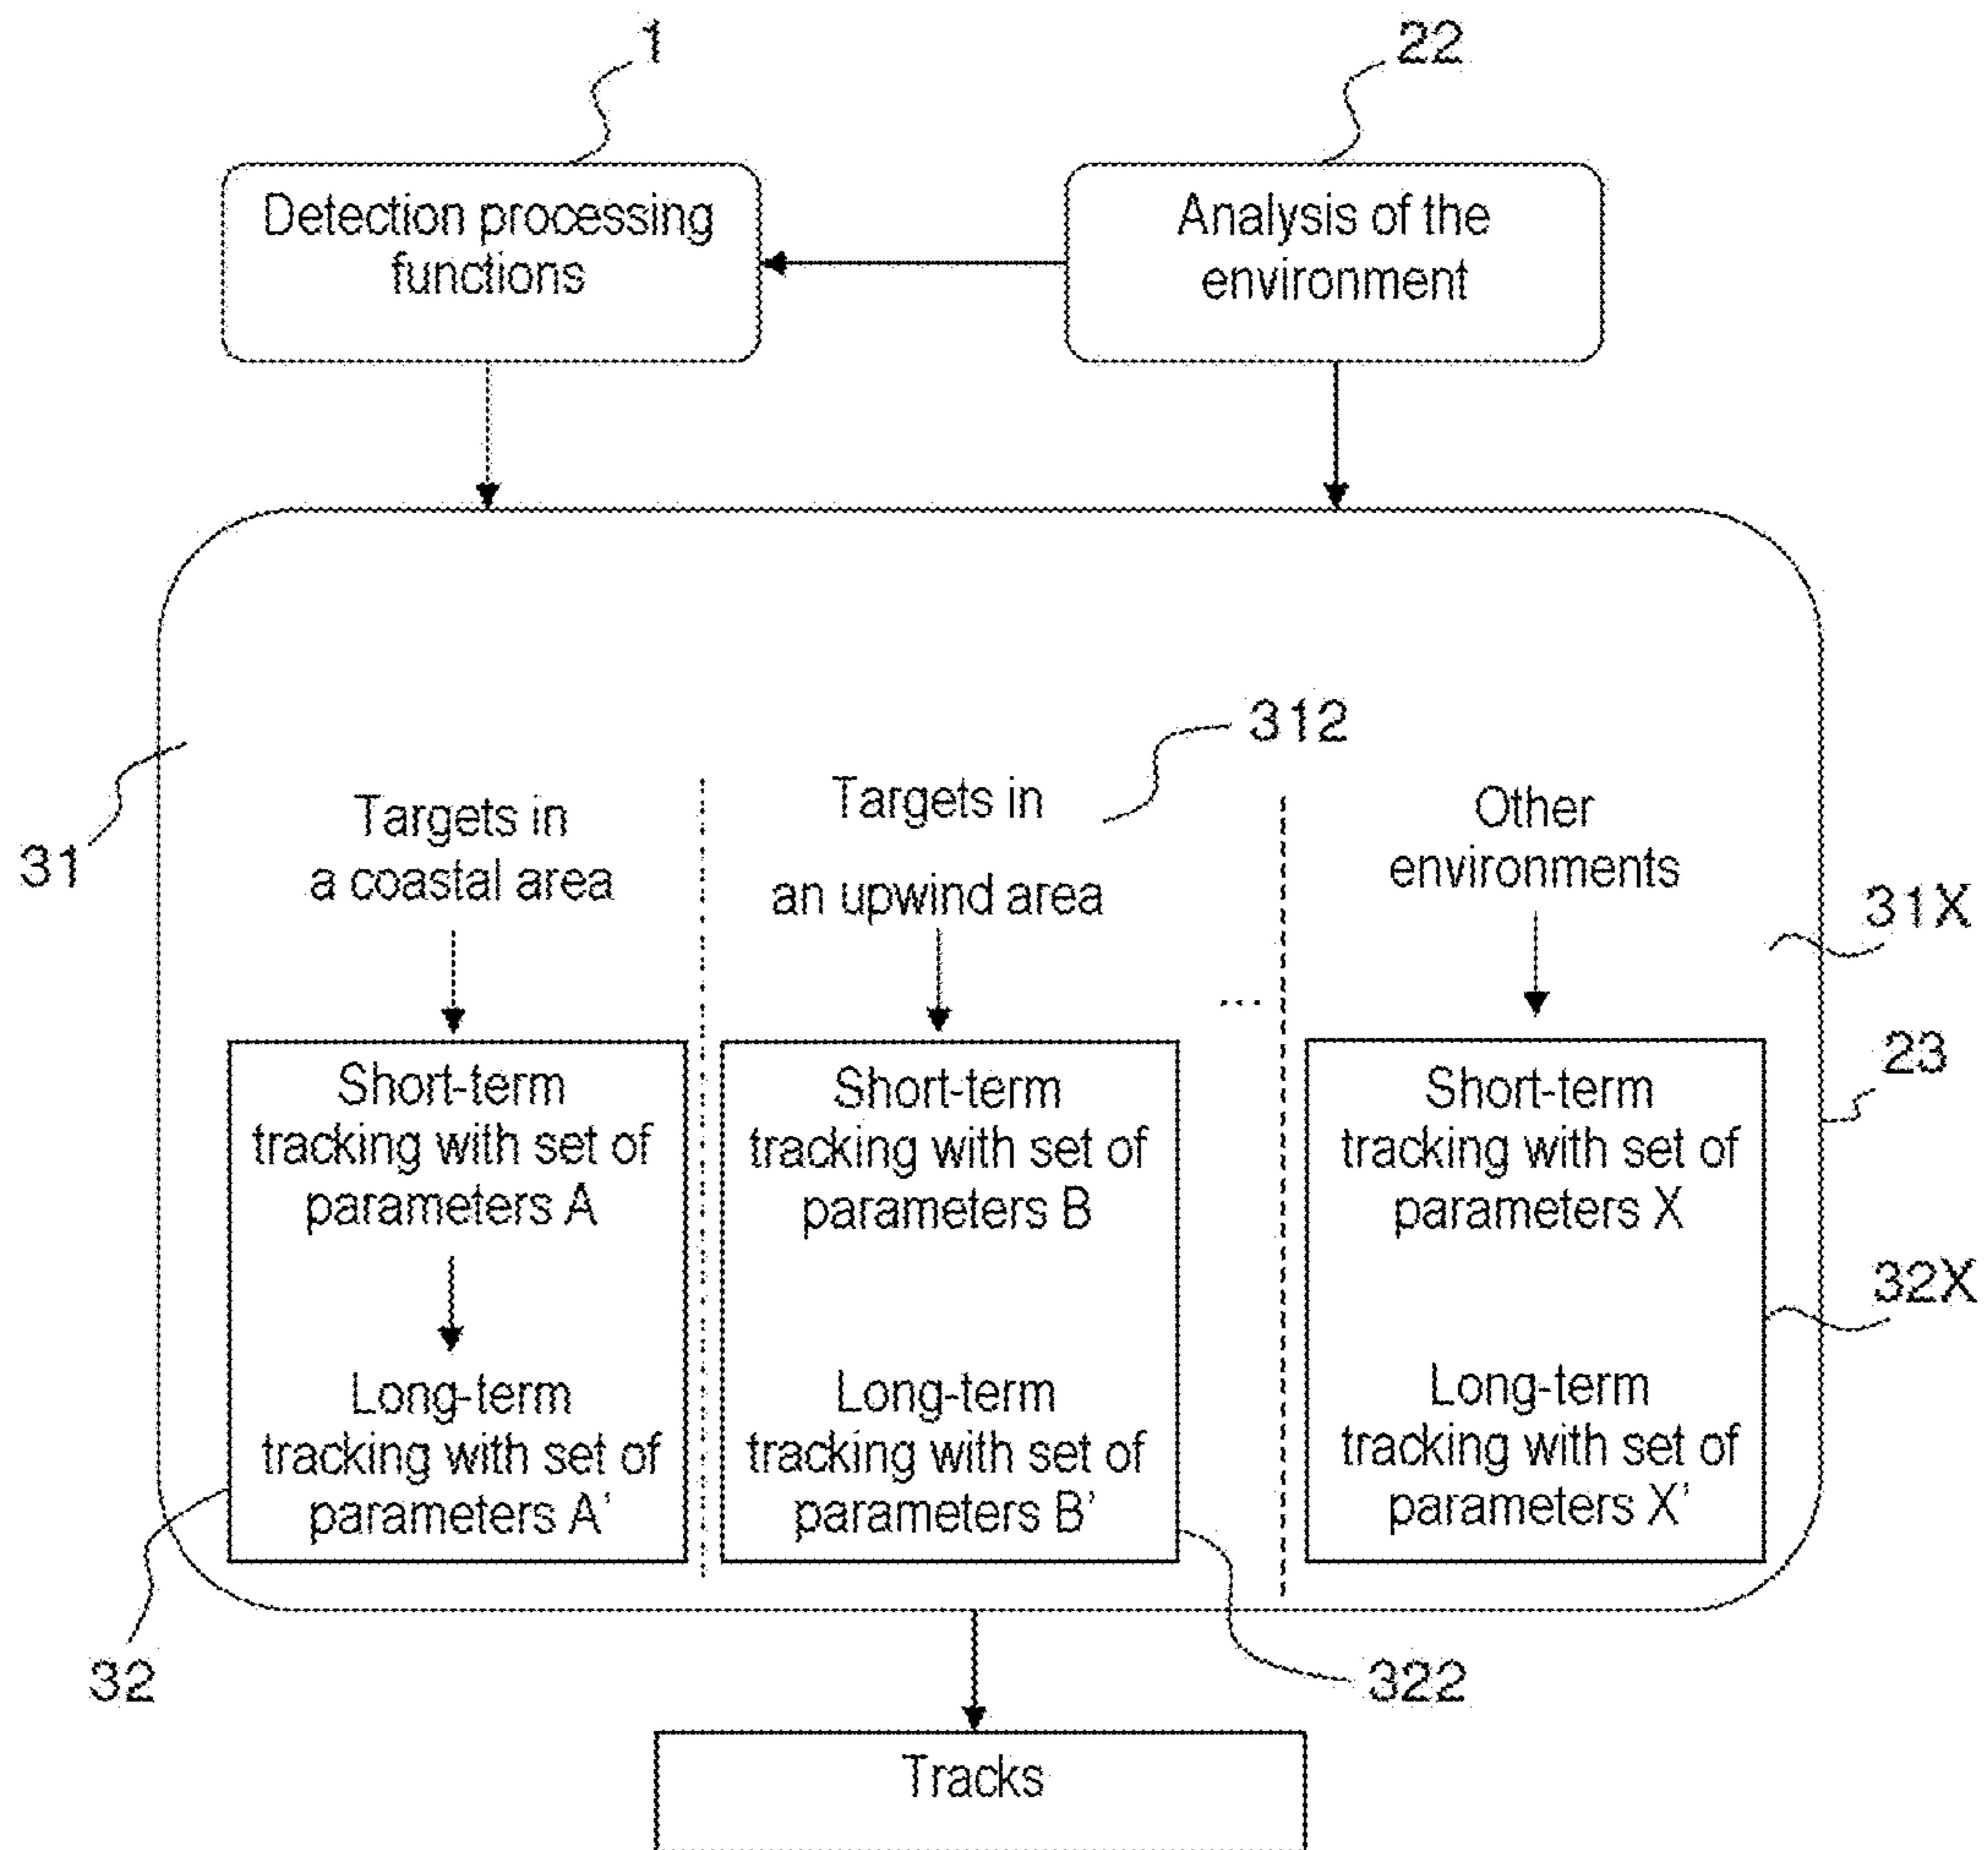 1
22
Detection processing
functions
Analysis of the
environment
312
31
Targets in
a coastal area
Targets in
an upwind area
Other
environments
31X
...
23
Short-term
tracking with set of
parameters A
Long-term
tracking with set of
parameters A'
Short-term
tracking with set of
parameters B
Long-term
tracking with set of
parameters B'
Short-term
tracking with set of
parameters X
Long-term
tracking with set of
parameters X'
32X
32
322
Tracks